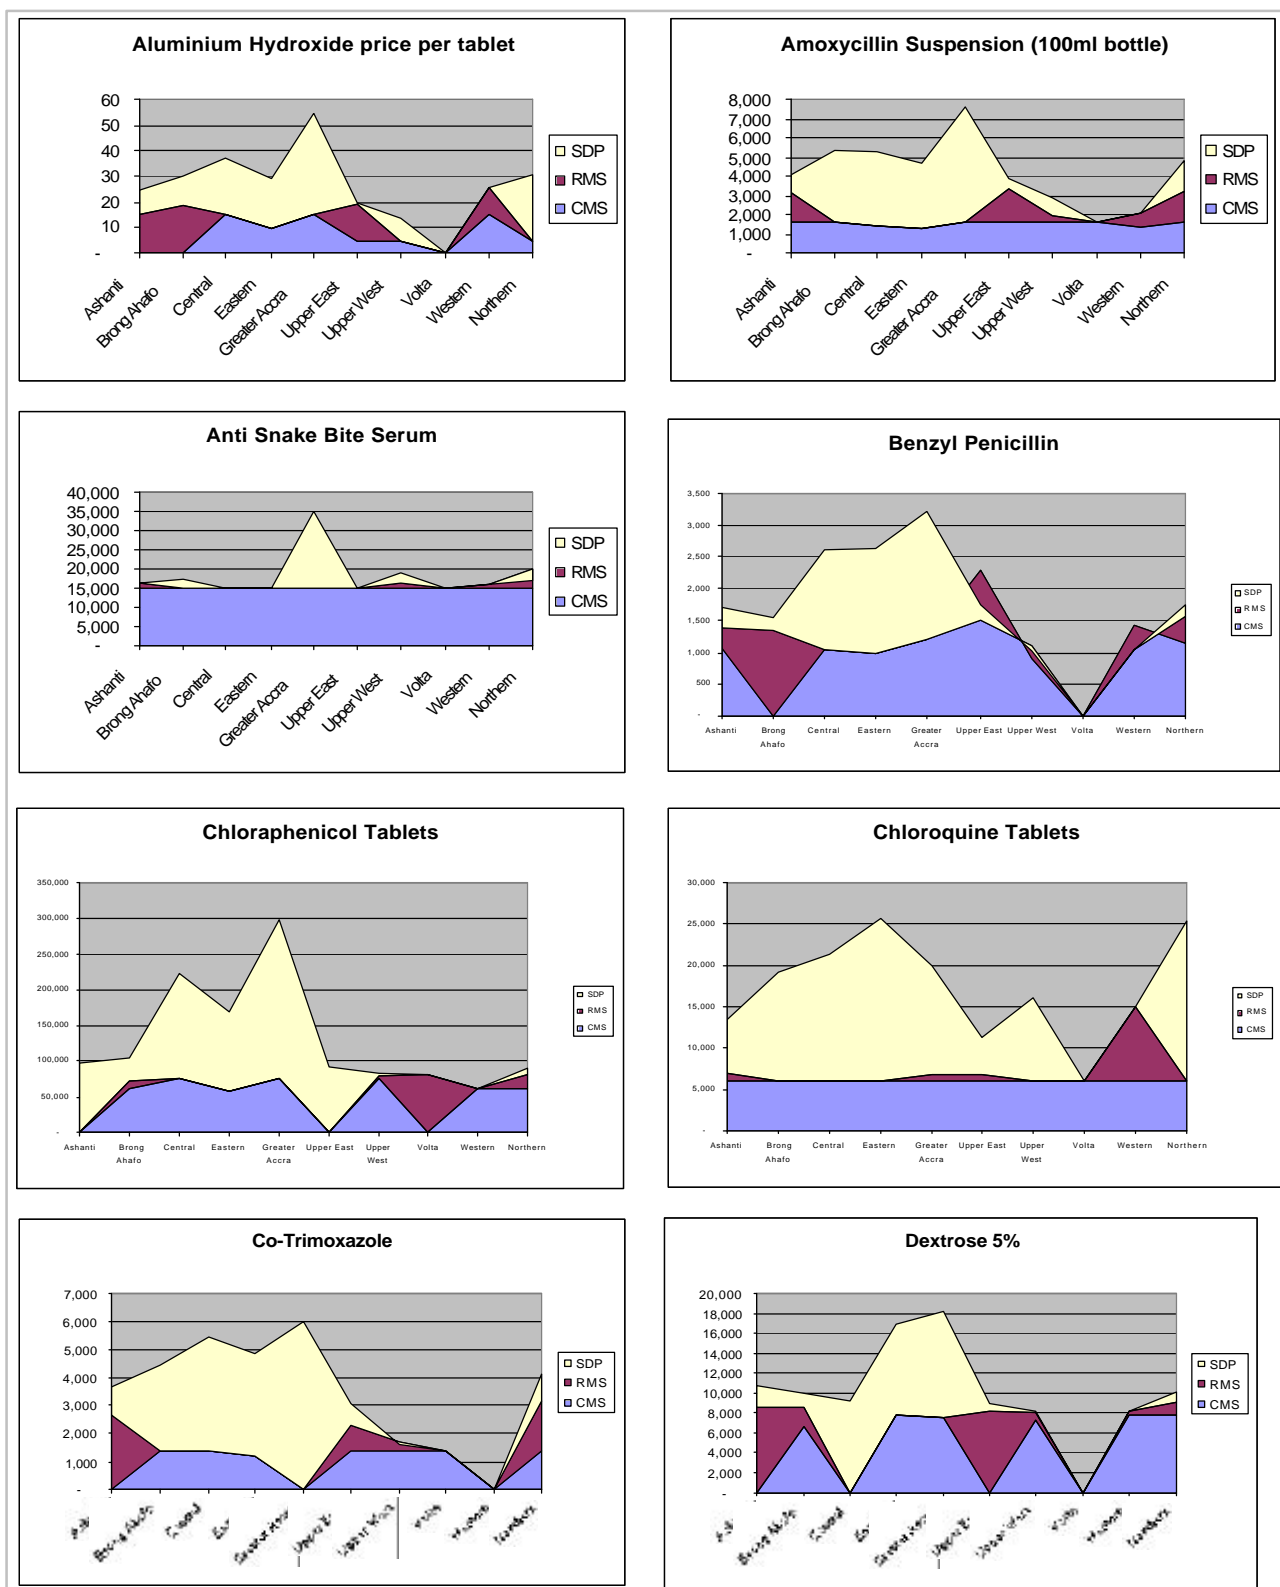 Aluminium Hydroxide price per tablet
60
50
40
30
20
10
-
Ashanti
Brong Ahafo
Central
Eastern
Greater Accra
Upper East
Upper West
Volta
Western
Northern
SDP
RMS
CMS
Amoxycillin Suspension (100ml bottle)
8,000
7,000
6,000
5,000
4,000
3,000
2,000
1,000
-
Ashanti
Brong Ahafo
Central
Eastern
Greater Accra
Upper East
Upper West
Volta
Western
Northern
SDP
RMS
CMS
Anti Snake Bite Serum
40,000
35,000
30,000
25,000
20,000
15,000
10,000
5,000
-
Ashanti
Brong Ahafo
Central
Eastern
Greater Accra
Upper East
Upper West
Volta
Western
Northern
SDP
RMS
CMS
Benzyl Penicillin
3,500
3,000
2,500
2,000
1,500
1,000
500
-
Ashanti Brong Central Eastern Greater Upper East Upper West Volta Western Northern
Ahafo Accra
SDP
RMS
CMS
Chloraphenicol Tablets
350,000
300,000
250,000
200,000
150,000
100,000
50,000
-
Ashanti Brong Central Eastern Greater Upper East Upper Volta Western Northern
Ahafo Accra West
SDP
RMS
CMS
Chloroquine Tablets
30,000
25,000
20,000
15,000
10,000
5,000
-
Ashanti Brong Central Eastern Greater Upper East Upper Volta Western Northern
Ahafo Accra West
SDP
RMS
CMS
Co-Trimoxazole
7,000
6,000
5,000
4,000
3,000
2,000
1,000
-
Brong Ahafo
Upper West
Northern
SDP
RMS
CMS
Dextrose 5%
20,000
18,000
16,000
14,000
12,000
10,000
8,000
6,000
4,000
2,000
-
Brong Ahafo
Northern
SDP
RMS
CMS